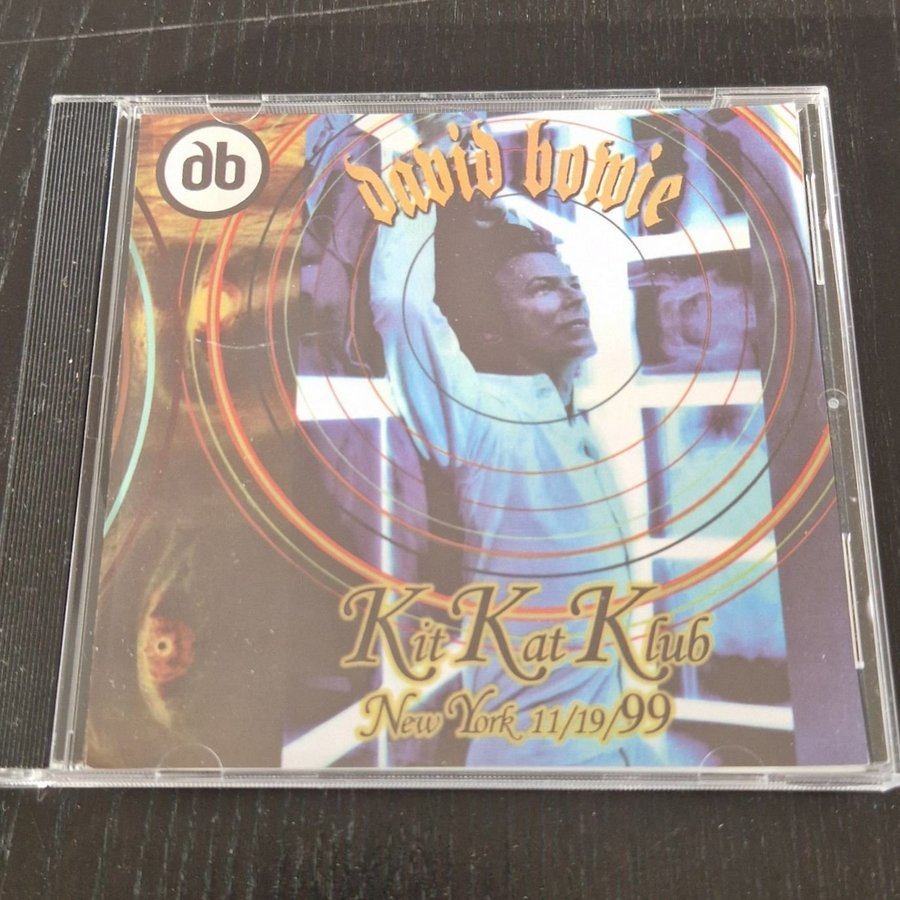 db
david bowie
Kit Kat Klub
New York 11/19/99